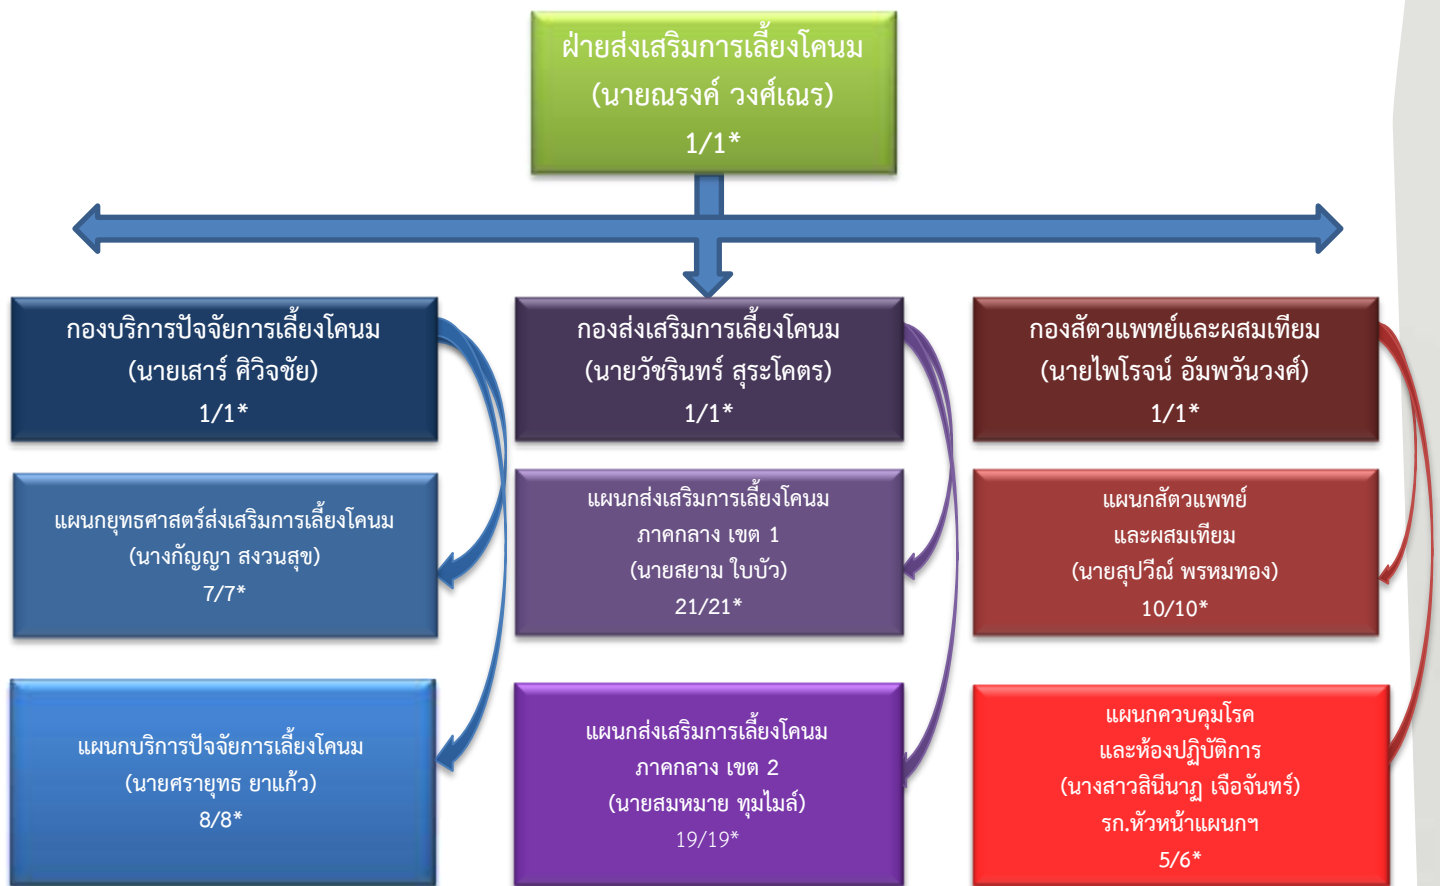 ฝ่ายส่งเสริมการเลี้ยงโคนม
(นายณรงค์ วงศ์เณร)
1/1*
กองบริการปัจจัยการเลี้ยงโคนม
(นายเสาร์ ศิวิจชัย)
1/1*
กองส่งเสริมการเลี้ยงโคนม
(นายวัชรินทร์ สุระโคตร)
1/1*
กองสัตวแพทย์และผสมเทียม
(นายไพโรจน์ อัมพวันวงศ์)
1/1*
แผนกยุทธศาสตร์ส่งเสริมการเลี้ยงโคนม
(นางกัญญา สงวนสุข)
7/7*
แผนกส่งเสริมการเลี้ยงโคนม
ภาคกลาง เขต 1
(นายสยาม ใบบัว)
21/21*
แผนกสัตวแพทย์
และผสมเทียม
(นายสุปวีณ์ พรหมทอง)
10/10*
แผนกบริการปัจจัยการเลี้ยงโคนม
(นายศรายุทธ ยาแก้ว)
8/8*
แผนกส่งเสริมการเลี้ยงโคนม
ภาคกลาง เขต 2
(นายสมหมาย ทุมไมล์)
19/19*
แผนกควบคุมโรค
และห้องปฏิบัติการ
(นางสาวสินีนาฏ เจือจันทร์)
รก.หัวหน้าแผนกฯ
5/6*